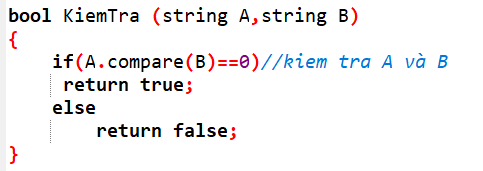 bool KiemTra (string A,string B)
{
if(A.compare(B)==0)//kiem tra A và B
return true;
else
return false;
}